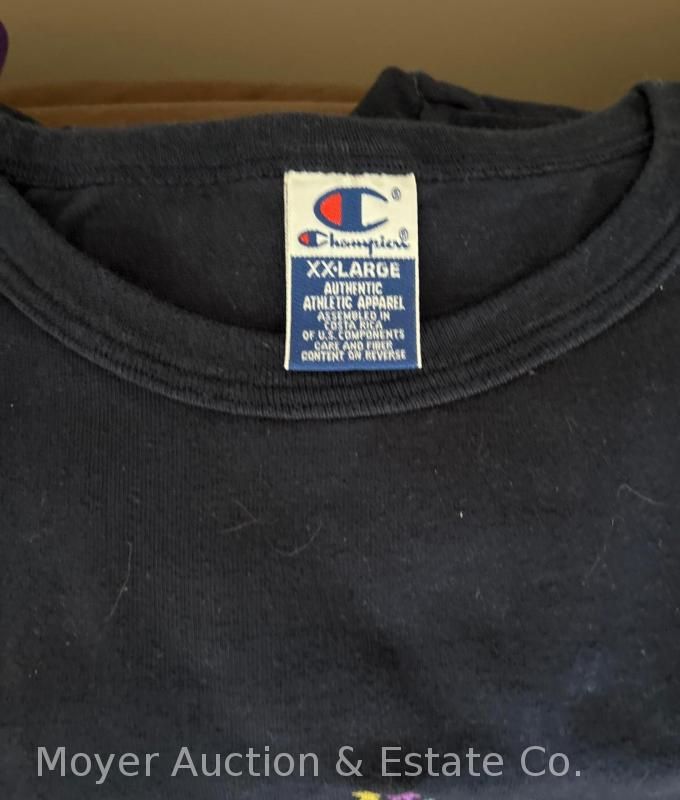 Champion
XX-LARGE
AUTHENTIC
ATHLETIC APPAREL
ASSEMBLED IN
COSTA RICA
OF U.S. COMPONENTS
CARE AND FIBER
CONTENT ON REVERSE
Moyer Auction & Estate Co.